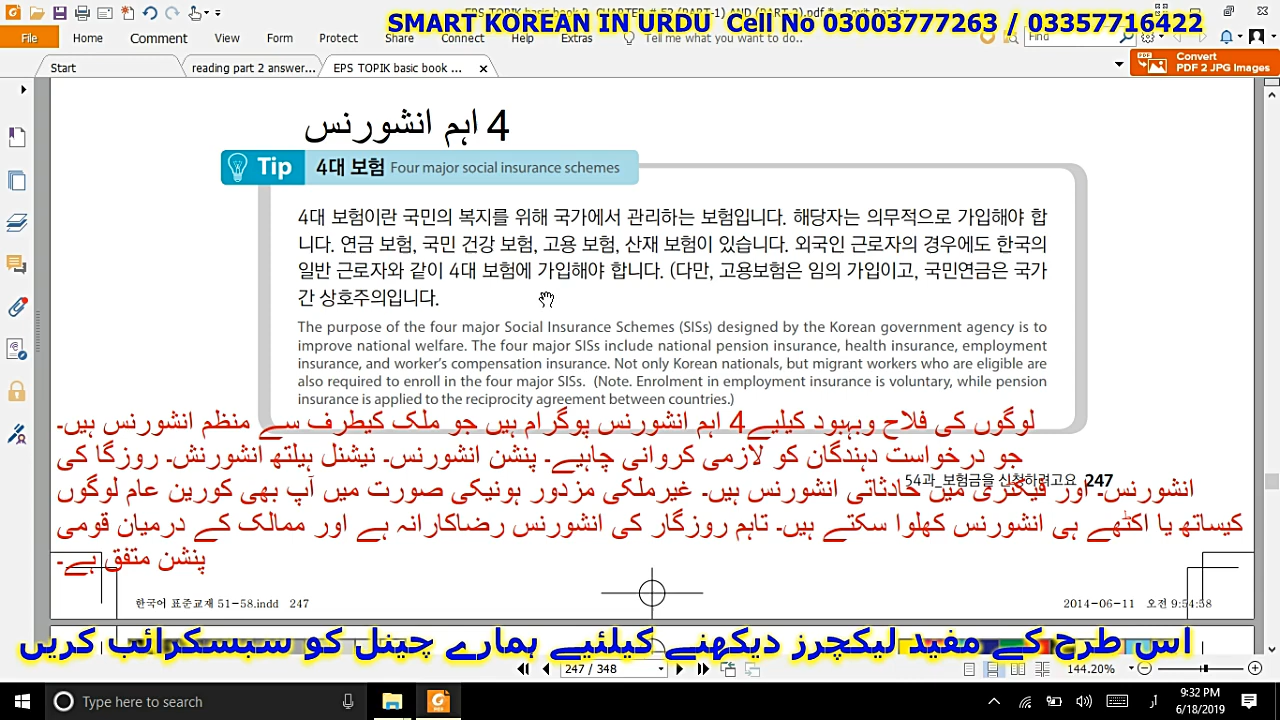 SMART KOREAN IN URDU Cell No 03003777263 / 03357716422
File Home Comment View Form Protect Share Connect Help Extras Tell me what you want to do.. Find
Start reading part 2 answer... EPS TOPIK basic book ... Convert
PDF 2 JPG Images
4 اہم انشورنس
Tip 4대 보험 Four major social insurance schemes
4대 보험이란 국민의 복지를 위해 국가에서 관리하는 보험입니다. 해당자는 의무적으로 가입해야 합
니다. 연금 보험, 국민 건강 보험, 고용 보험, 산재 보험이 있습니다. 외국인 근로자의 경우에도 한국의
일반 근로자와 같이 4대 보험에 가입해야 합니다. (다만, 고용보험은 임의 가입이고, 국민연금은 국가
간 상호주의입니다.
The purpose of the four major Social Insurance Schemes (SISs) designed by the Korean government agency is to
improve national welfare. The four major SISs include national pension insurance, health insurance, employment
insurance, and worker's compensation insurance. Not only Korean nationals, but migrant workers who are eligible are
also required to enroll in the four major SISs. (Note. Enrolment in employment insurance is voluntary, while pension
insurance is applied to the reciprocity agreement between countries.)
لوگوں کی فلاح وبہبود کیلیے4 اہم انشورنس پوگرام ہیں جو ملک کیطرف سے منظم انشورنس ہیں۔
جو درخواست دہندگان کو لازمی کروانی چاہیے۔ پنشن انشورنس۔ نیشنل ہیلتھ انشورنش۔ روزگا کی
54과_보험금을 신청하려고요 247
انشورنس۔ اور فیکٹری میں حادثاتی انشورنس ہیں۔ غیرملکی مزدور ہونیکی صورت میں آپ بھی کورین عام لوگوں
کیساتھ یا اکٹھے ہی انشورنس کھلوا سکتے ہیں۔ تاہم روزگار کی انشورنس رضاکارانہ ہے اور ممالک کے درمیان قومی
پنشن متفق ہے۔
한국어 표준교재 51-58.indd 247 2014-06-11 오전 9:54:58
اس طرح کے مفید لیکچرز دیکھنے کیلئیے ہمارے چینل کو سبسکرائب کریں
247 / 348 144.20%
Type here to search 9:32 PM
6/18/2019